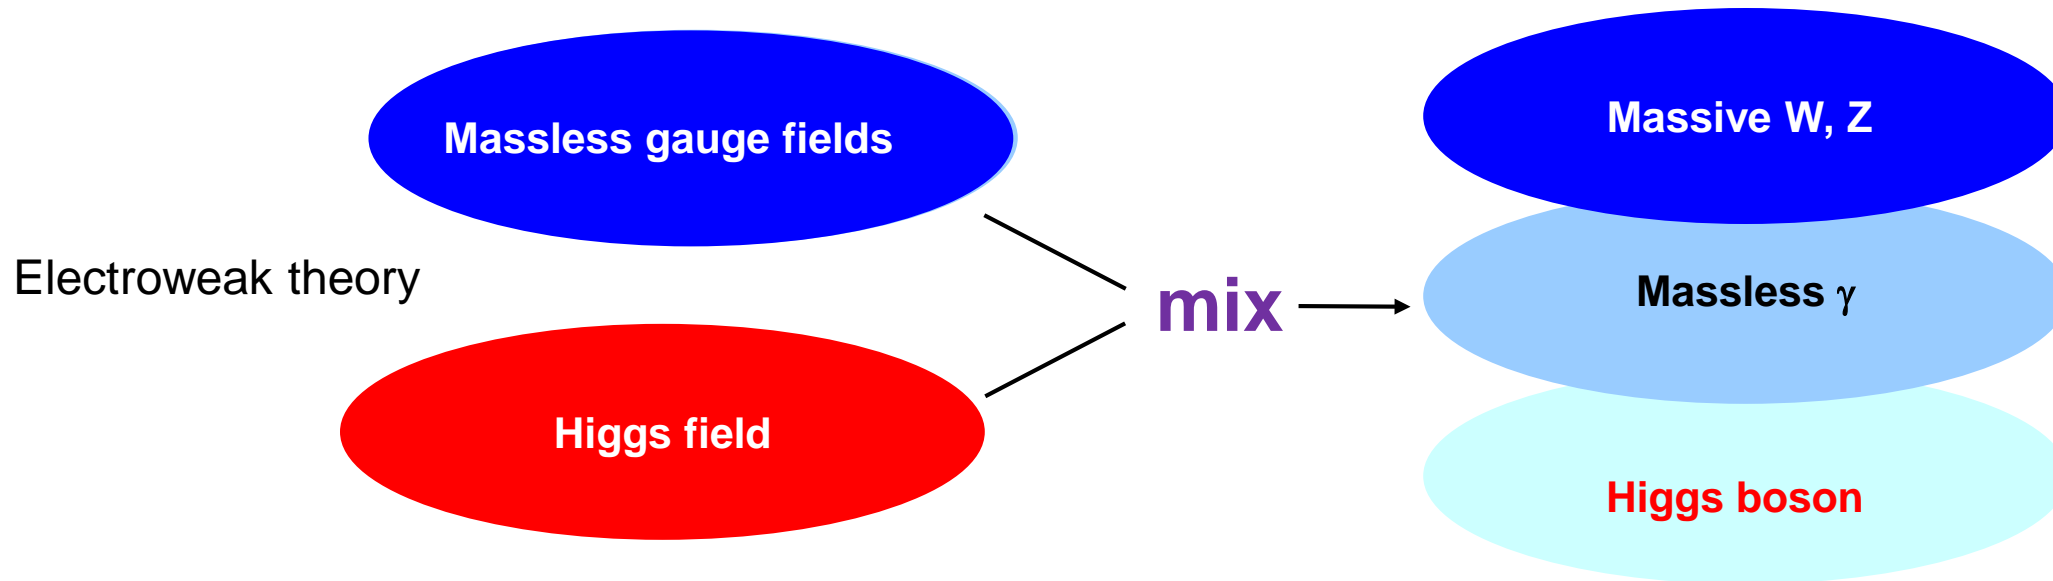 Electroweak theory
Massless gauge fields
Higgs field
mix
Massive W, Z
Massless γ
Higgs boson